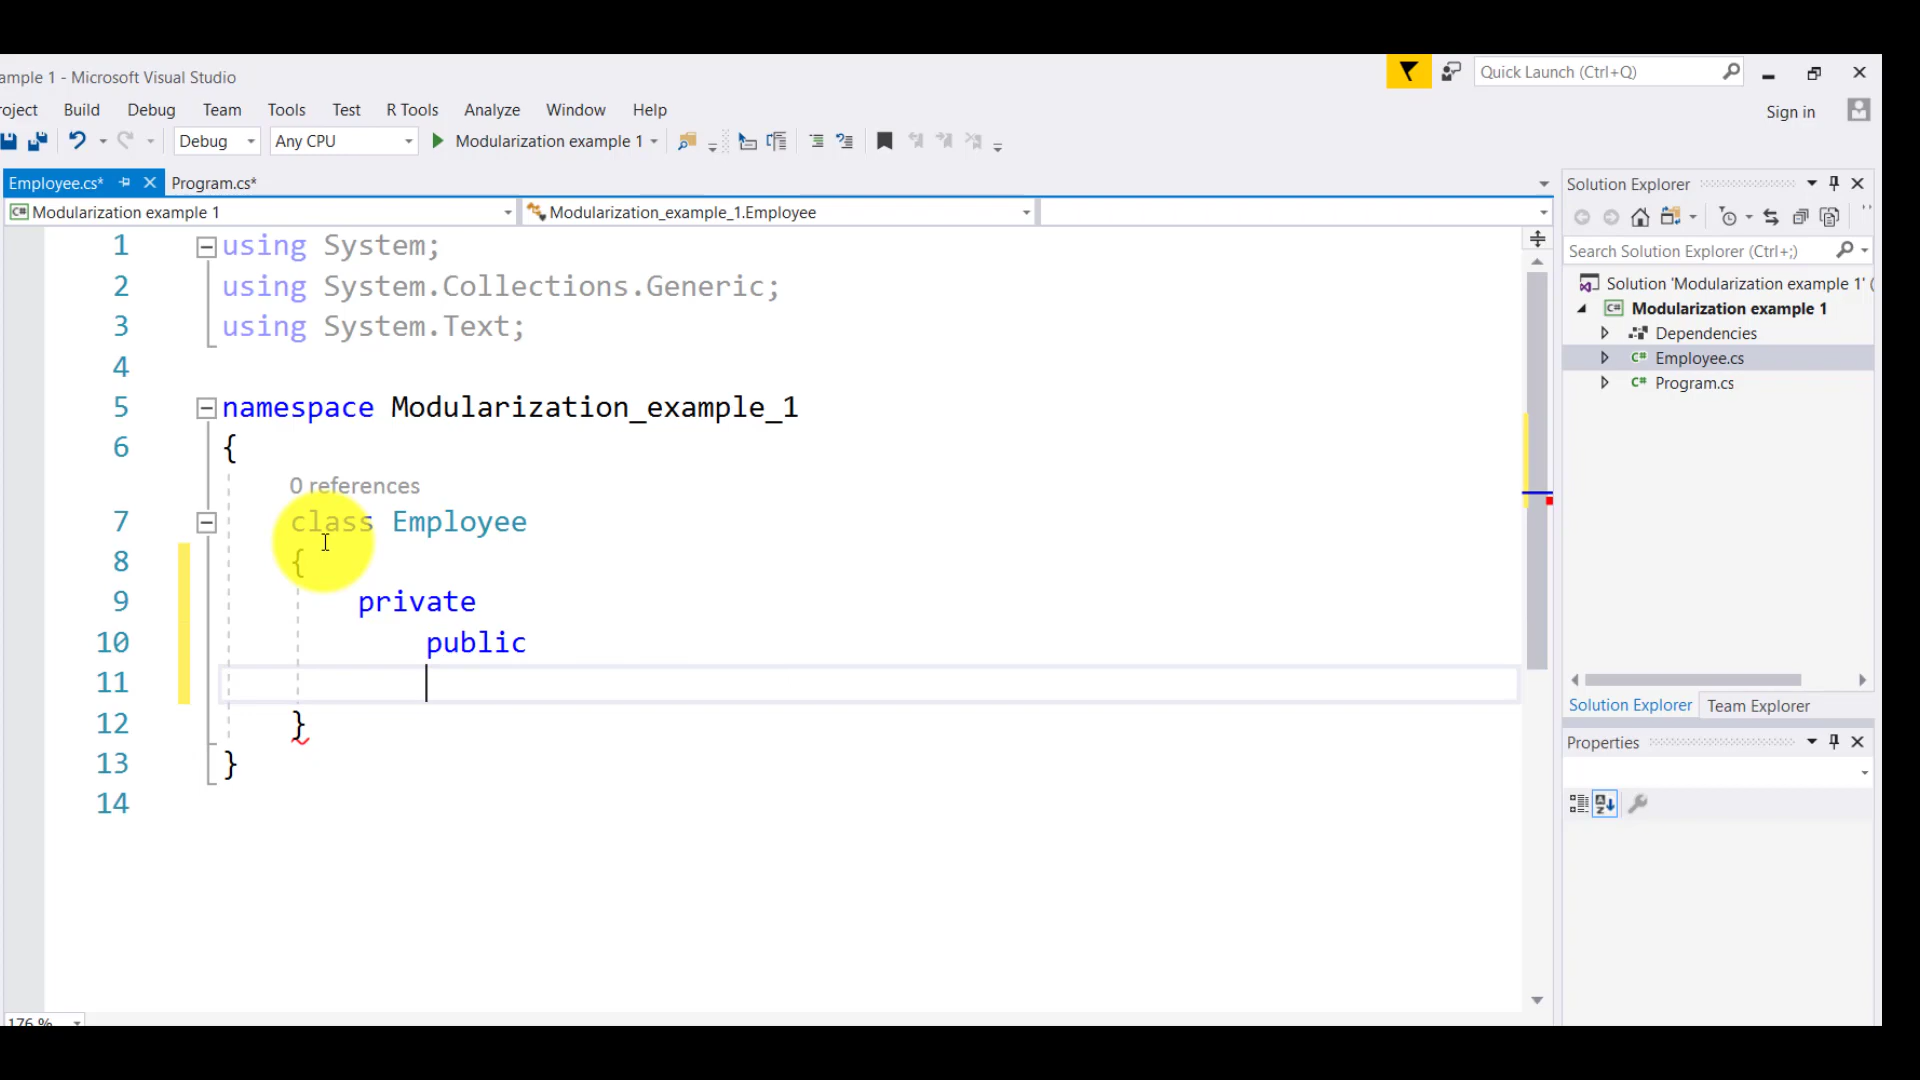 ample 1 - Microsoft Visual Studio
Quick Launch (Ctrl+Q)
roject Build Debug Team Tools Test R Tools Analyze Window Help
Sign in
Debug Any CPU Modularization example 1
Employee.cs* Program.cs*
Modularization example 1 Modularization_example_1.Employee
1 using System;
2 using System.Collections.Generic;
3 using System.Text;
4
5 namespace Modularization_example_1
6 {
0 references
7 class Employee
8 {
9 private
10 public
11
12 }
13 }
14
176 %
Solution Explorer
Search Solution Explorer (Ctrl+;)
Solution 'Modularization example 1' (
Modularization example 1
Dependencies
C# Employee.cs
C# Program.cs
Solution Explorer Team Explorer
Properties